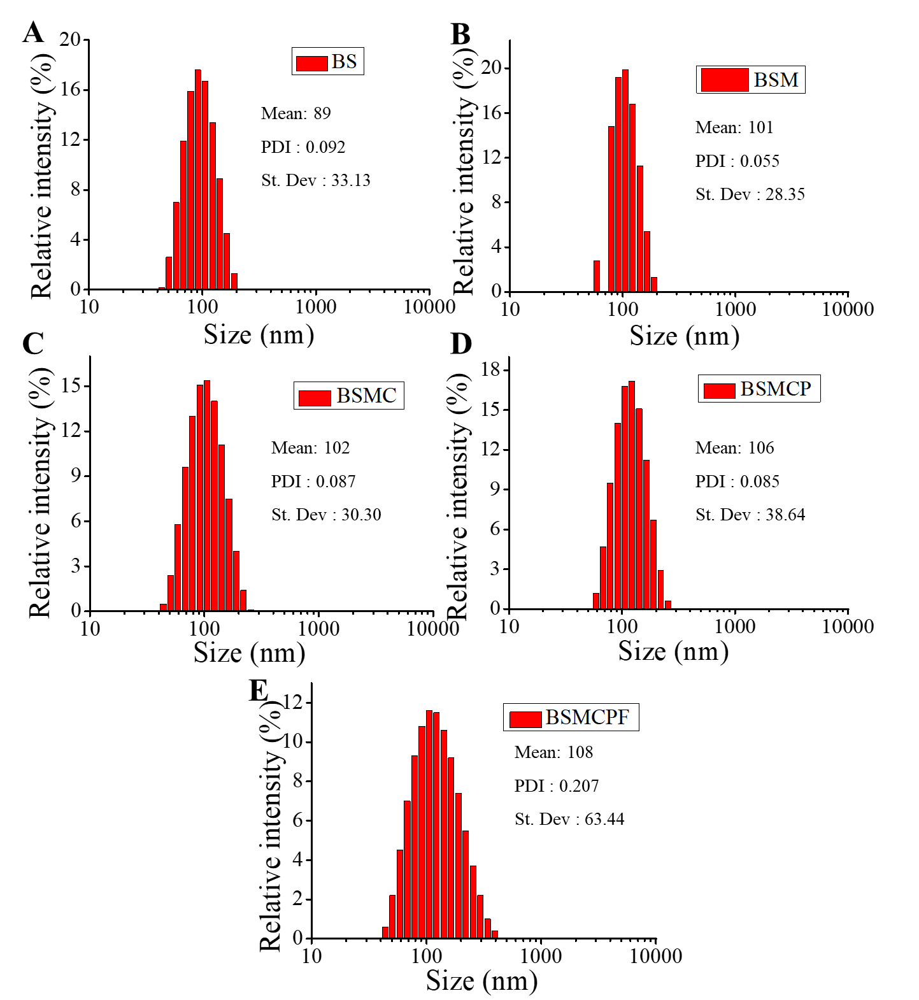 A
Relative intensity (%)
20
16
12
8
4
0
BS
Mean: 89
PDI : 0.092
St. Dev : 33.13
10 100 1000 10000
Size (nm)
B
Relative intensity (%)
20
16
12
8
4
0
BSM
Mean: 101
PDI : 0.055
St. Dev : 28.35
10 100 1000 10000
Size (nm)
C
Relative intensity (%)
15
12
9
6
3
0
BSMC
Mean: 102
PDI : 0.087
St. Dev : 30.30
10 100 1000 10000
Size (nm)
D
Relative intensity (%)
18
15
12
9
6
3
0
BSMCP
Mean: 106
PDI : 0.085
St. Dev : 38.64
10 100 1000 10000
Size (nm)
E
Relative intensity (%)
12
10
8
6
4
2
0
BSMCPF
Mean: 108
PDI : 0.207
St. Dev : 63.44
10 100 1000 10000
Size (nm)